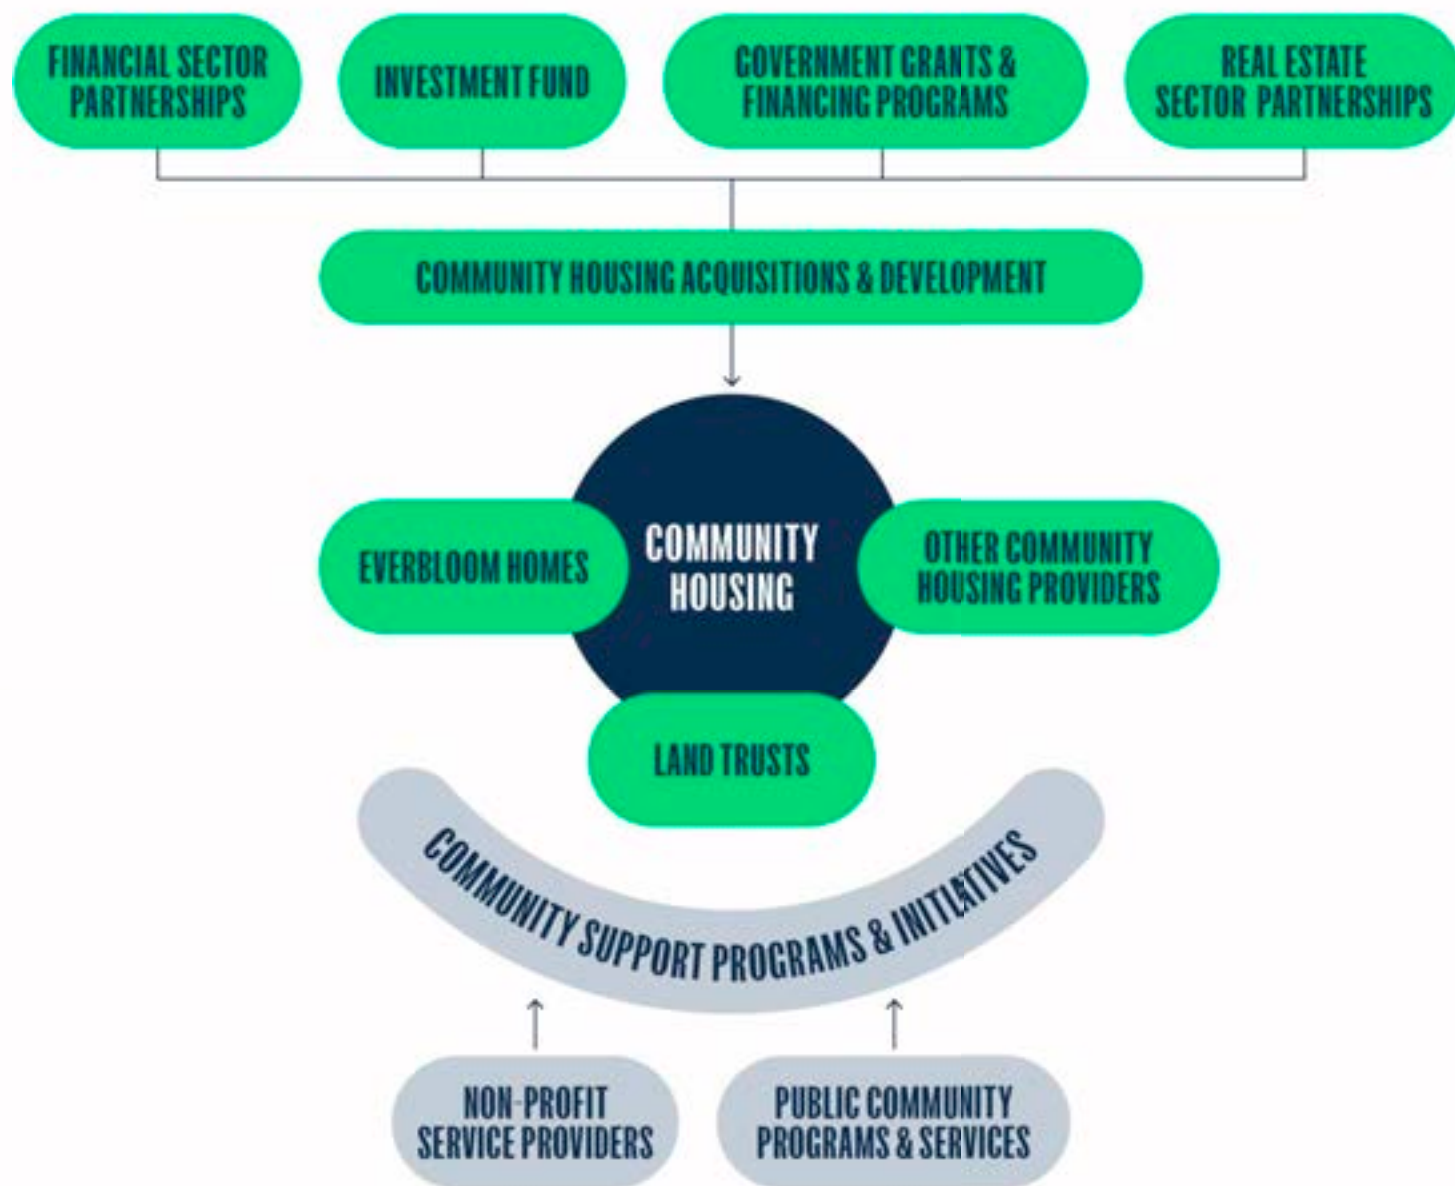 FINANCIAL SECTOR
PARTNERSHIPS
INVESTMENT FUND
GOVERNMENT GRANTS &
FINANCING PROGRAMS
REAL ESTATE
SECTOR PARTNERSHIPS
COMMUNITY HOUSING ACQUISITIONS & DEVELOPMENT
EVERBLOOM HOMES
COMMUNITY
HOUSING
OTHER COMMUNITY
HOUSING PROVIDERS
LAND TRUSTS
COMMUNITY SUPPORT PROGRAMS & INITIATIVES
NON-PROFIT
SERVICE PROVIDERS
PUBLIC COMMUNITY
PROGRAMS & SERVICES